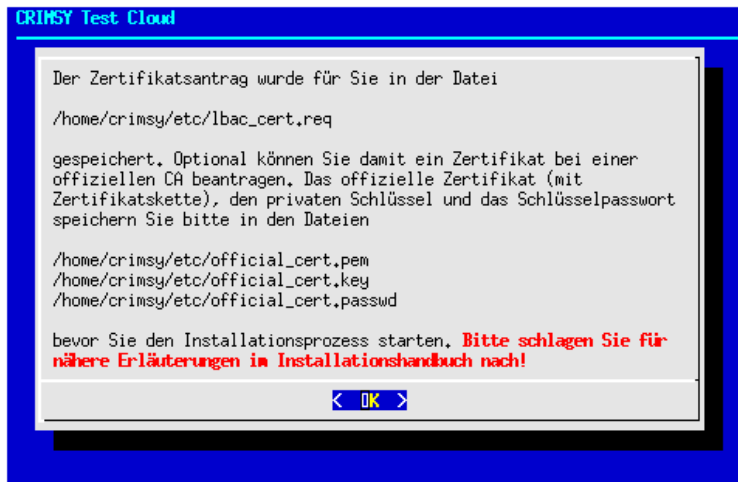 CRIMSY Test Cloud
Der Zertifikatsantrag wurde für Sie in der Datei
/home/crimsy/etc/lbac_cert.req
gespeichert. Optional können Sie damit ein Zertifikat bei einer
offiziellen CA beantragen. Das offizielle Zertifikat (mit
Zertifikatskette), den privaten Schlüssel und das Schlüsselpasswort
speichern Sie bitte in den Dateien
/home/crimsy/etc/official_cert.pem
/home/crimsy/etc/official_cert.key
/home/crimsy/etc/official_cert.passwd
bevor Sie den Installationsprozess starten. Bitte schlagen Sie für
nähere Erläuterungen im Installationshandbuch nach!
< OK >